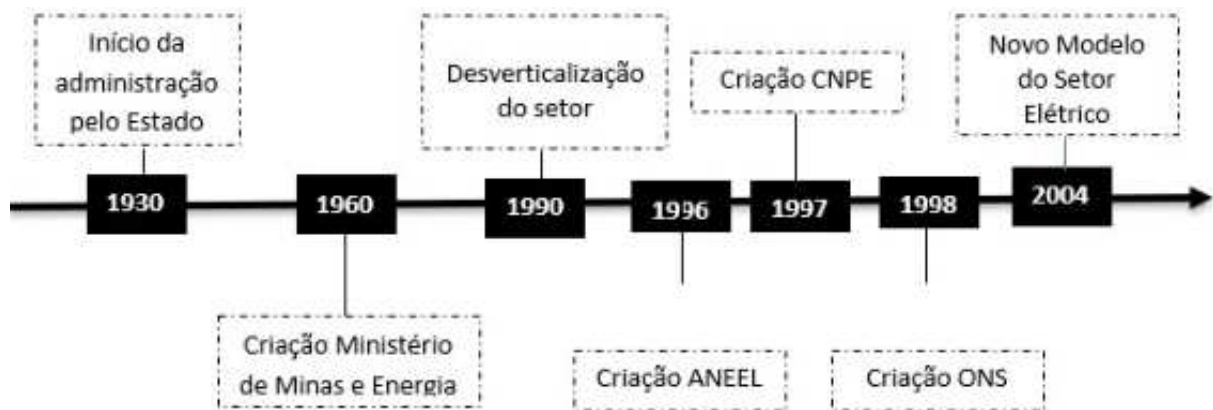 Início da
administração
pelo Estado
Desverticalização
do setor
Criação CNPE
Novo Modelo
do Setor
Elétrico
1930
1960
1990
1996
1997
1998
2004
Criação Ministério
de Minas e Energia
Criação ANEEL
Criação ONS